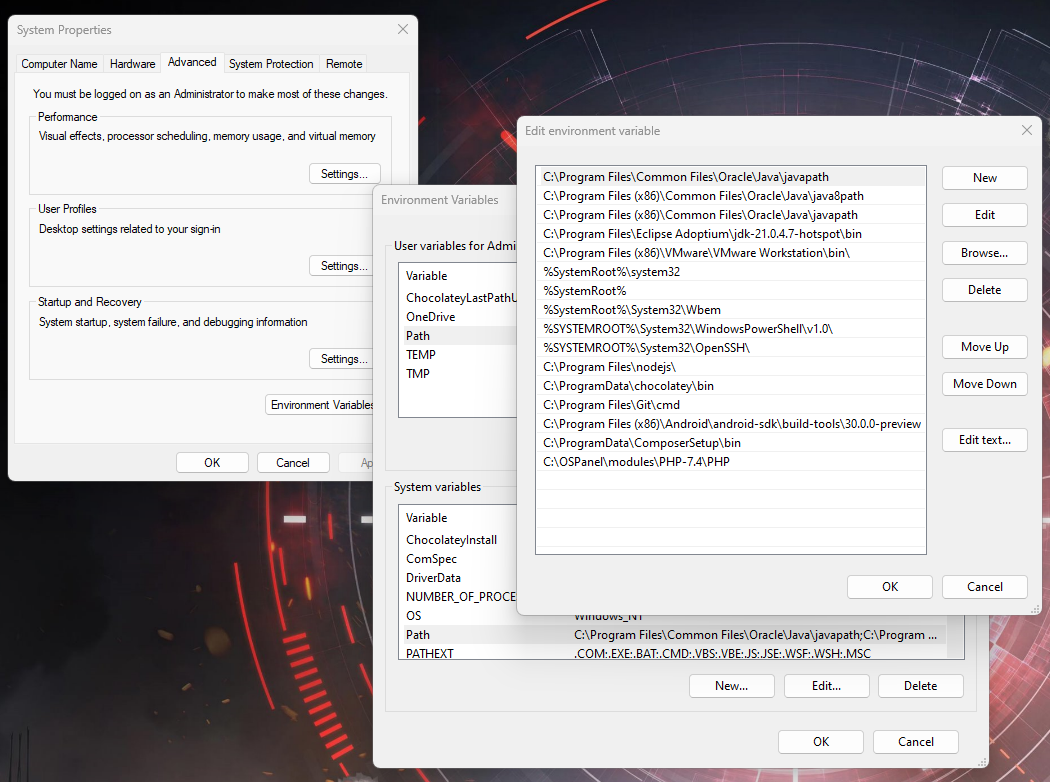 System Properties
Computer Name
Hardware
Advanced
System Protection
Remote
You must be logged on as an Administrator to make most of these changes.
Performance
Visual effects, processor scheduling, memory usage, and virtual memory
Settings...
User Profiles
Desktop settings related to your sign-in
Settings...
Startup and Recovery
System startup, system failure, and debugging information
Settings...
Environment Variables
OK
Cancel
Ap
Environment Variables
User variables for Admi
Variable
ChocolateyLastPathU
OneDrive
Path
TEMP
TMP
System variables
Variable
ChocolateyInstall
ComSpec
DriverData
NUMBER_OF_PROCE
OS
Windows_NT
Path
C:\Program Files\Common Files\Oracle\Java\javapath;C:\Program ...
PATHEXT
.COM;.EXE;.BAT;.CMD;.VBS;.VBE;.JS;.JSE;.WSF;.WSH;.MSC
New...
Edit...
Delete
OK
Cancel
Edit environment variable
C:\Program Files\Common Files\Oracle\Java\javapath
C:\Program Files (x86)\Common Files\Oracle\Java\java8path
C:\Program Files (x86)\Common Files\Oracle\Java\javapath
C:\Program Files\Eclipse Adoptium\jdk-21.0.4.7-hotspot\bin
C:\Program Files (x86)\VMware\VMware Workstation\bin\
%SystemRoot%\system32
%SystemRoot%
%SystemRoot%\System32\Wbem
%SYSTEMROOT%\System32\WindowsPowerShell\v1.0\
%SYSTEMROOT%\System32\OpenSSH\
C:\Program Files\nodejs\
C:\ProgramData\chocolatey\bin
C:\Program Files\Git\cmd
C:\Program Files (x86)\Android\android-sdk\build-tools\30.0.0-preview
C:\ProgramData\ComposerSetup\bin
C:\OSPanel\modules\PHP-7.4\PHP
New
Edit
Browse...
Delete
Move Up
Move Down
Edit text...
OK
Cancel